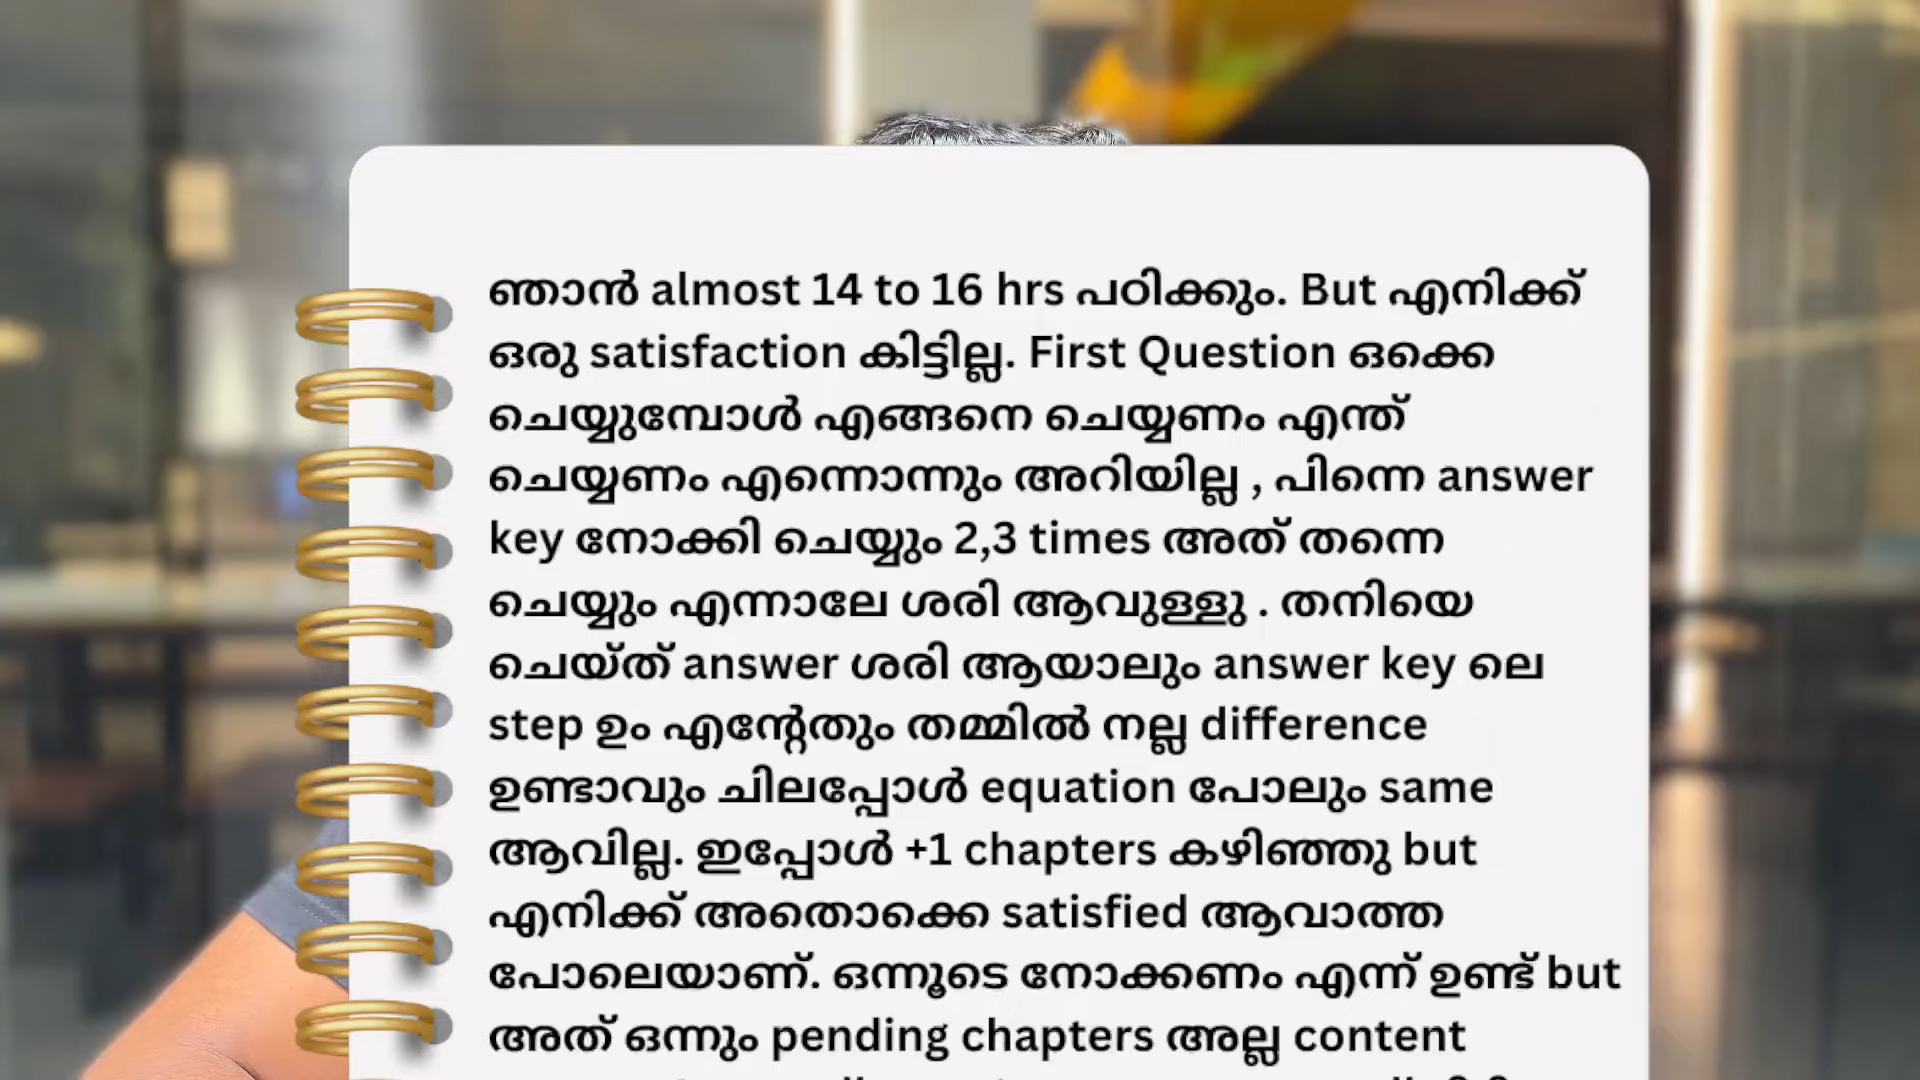 ഞാൻ almost 14 to 16 hrs പഠിക്കും. But എനിക്ക്
ഒരു satisfaction കിട്ടില്ല. First Question ഒക്കെ
ചെയ്യുമ്പോൾ എങ്ങനെ ചെയ്യണം എന്ത്
ചെയ്യണം എന്നൊന്നും അറിയില്ല , പിന്നെ answer
key നോക്കി ചെയ്യും 2,3 times അത് തന്നെ
ചെയ്യും എന്നാലേ ശരി ആവുള്ളു . തനിയെ
ചെയ്ത് answer ശരി ആയാലും answer key ലെ
step ഉം എന്റേതും തമ്മിൽ നല്ല difference
ഉണ്ടാവും ചിലപ്പോൾ equation പോലും same
ആവില്ല. ഇപ്പോൾ +1 chapters കഴിഞ്ഞു but
എനിക്ക് അതൊക്കെ satisfied ആവാത്ത
പോലെയാണ്. ഒന്നൂടെ നോക്കണം എന്ന് ഉണ്ട് but
അത് ഒന്നും pending chapters അല്ല content